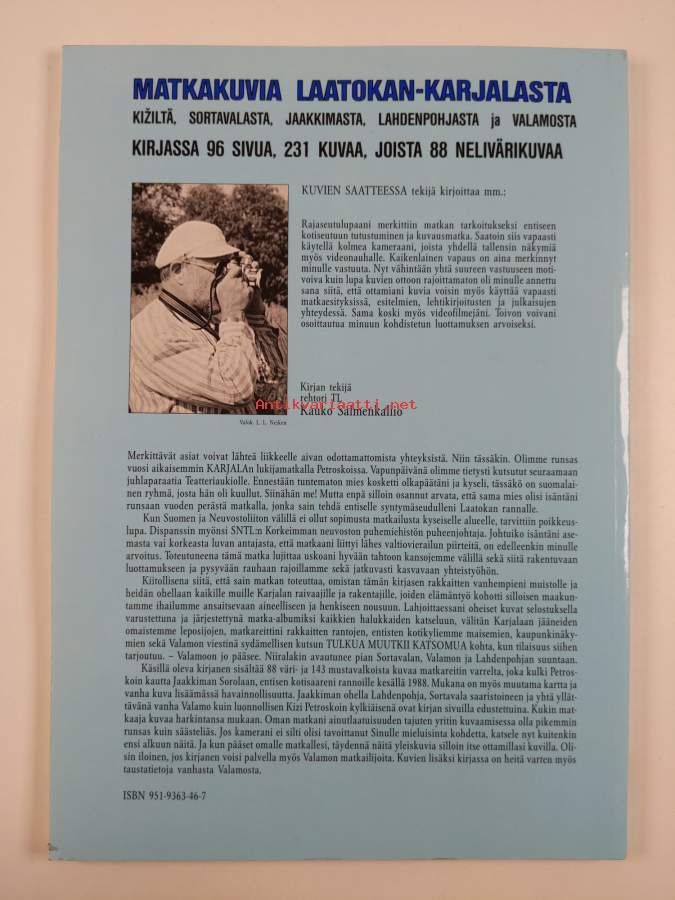 MATKAKUVIA LAATOKAN-KARJALASTA
KIŽILTÄ, SORTAVALASTA, JAAKKIMASTA, LAHDENPOHJASTA ja VALAMOSTA
KIRJASSA 96 SIVUA, 231 KUVAA, JOISTA 88 NELIVÄRIKUVAA
KUVIEN SAATTEESSA tekijä kirjoittaa mm.:
Rajaseutulupaani merkittiin matkan tarkoitukseksi entiseen
kotiseutuun tutustuminen ja kuvausmatka. Saatoin siis vapaasti
käytellä kolmea kameraani, joista yhdellä tallensin näkymiä
myös videonauhalle. Kaikenlainen vapaus on aina merkinnyt
minulle vastuuta. Nyt vähintään yhtä suureen vastuuseen moti-
voiva kuin lupa kuvien ottoon rajoittamaton oli minulle annettu
sana siitä, että ottamiani kuvia voisin myös käyttää vapaasti
matkaesityksissä, esitelmien, lehtikirjoitusten ja julkaisujen
yhteydessä. Sama koski myös videofilmejäni. Toivon voivani
osoittautua minuun kohdistetun luottamuksen arvoiseksi.
Kirjan tekijä
rehtori TL
Kauko Salmenkallio
Antikvariaatti.net
Valok. L. L. Neskea
Merkittävät asiat voivat lähteä liikkeelle aivan odottamattomista yhteyksistä. Niin tässäkin. Olimme runsas
vuosi aikaisemmin KARJALAn lukijamatkalla Petroskoissa. Vapunpäivänä olimme tietysti kutsutut seuraamaan
juhlaparaatia Teatteriaukiolle. Ennestään tuntematon mies kosketti olkapäätäni ja kyseli, tässäkö on suomalai-
nen ryhmä, josta hän oli kuullut. Siinähän me! Mutta enpä silloin osannut arvata, että sama mies olisi isäntäni
runsaan vuoden perästä matkalla, jonka sain tehdä entiselle syntymäseudulleni Laatokan rannalle.
Kun Suomen ja Neuvostoliiton välillä ei ollut sopimusta matkailusta kyseiselle alueelle, tarvittiin poikkeus-
lupa. Dispanssin myönsi SNTL:n Korkeimman neuvoston puhemiehistön puheenjohtaja. Johtuiko isäntäni ase-
masta vai korkeasta luvan antajasta, että matkaani liittyi lähes valtiovierailun piirteitä, on edelleenkin minulle
arvoitus. Toteutuneena tämä matka lujittaa uskoani hyvään tahtoon kansojemme välillä sekä siitä rakentuvaan
luottamukseen ja pysyvään rauhaan rajoillamme sekä jatkuvasti kasvavaan yhteistyöhön.
Kiitollisena siitä, että sain matkan toteuttaa, omistan tämän kirjasen rakkaitten vanhempieni muistolle ja
heidän ohellaan kaikille muille Karjalan raivaajille ja rakentajille, joiden elämäntyö kohotti silloisen maakun-
tamme ihailumme ansaitsevaan aineelliseen ja henkiseen nousuun. Lahjoittaessani oheiset kuvat selostuksella
varustettuna ja järjestettynä matka-albumiksi kaikkien halukkaiden katseluun, välitän Karjalaan jääneiden
omaistemme leposijojen, matkareittini rakkaitten rantojen, entisten kotikyliemme maisemien, kaupunkinäky-
mien sekä Valamon viestinä sydämellisen kutsun TULKUA MUUTKII KATSOMUA kohta, kun tilaisuus siihen
tarjoutuu. – Valamoon jo pääsee. Niiralakin avautunee pian Sortavalan, Valamon ja Lahdenpohjan suuntaan.
Käsillä oleva kirjanen sisältää 88 väri- ja 143 mustavalkoista kuvaa matkareitin varrelta, joka kulki Petros-
koin kautta Jaakkiman Sorolaan, entisen kotisaareni rannoille kesällä 1988. Mukana on myös muutama kartta ja
vanha kuva lisäämässä havainnollisuutta. Jaakkiman ohella Lahdenpohja, Sortavala saaristoineen ja yhtä yllät-
tävänä vanha Valamo kuin luonnollisen Kizi Petroskoin kylkiäisenä ovat kirjan sivuilla edustettuina. Kukin mat-
kaaja kuvaa harkintansa mukaan. Oman matkani ainutlaatuisuuden tajuten yritin kuvaamisessa olla pikemmin
runsas kuin säästeliäs. Jos kamerani ei silti olisi tavoittanut Sinulle mieluisinta kohdetta, katsele nyt kuitenkin
ensi alkuun näitä. Ja kun pääset omalle matkallesi, täydennä näitä yleiskuvia silloin itse ottamillasi kuvilla. Oli-
sin iloinen, jos kirjanen voisi palvella myös Valamon matkailijoita. Kuvien lisäksi kirjassa on heitä varten myös
taustatietoja vanhasta Valamosta.
ISBN 951-9363-46-7